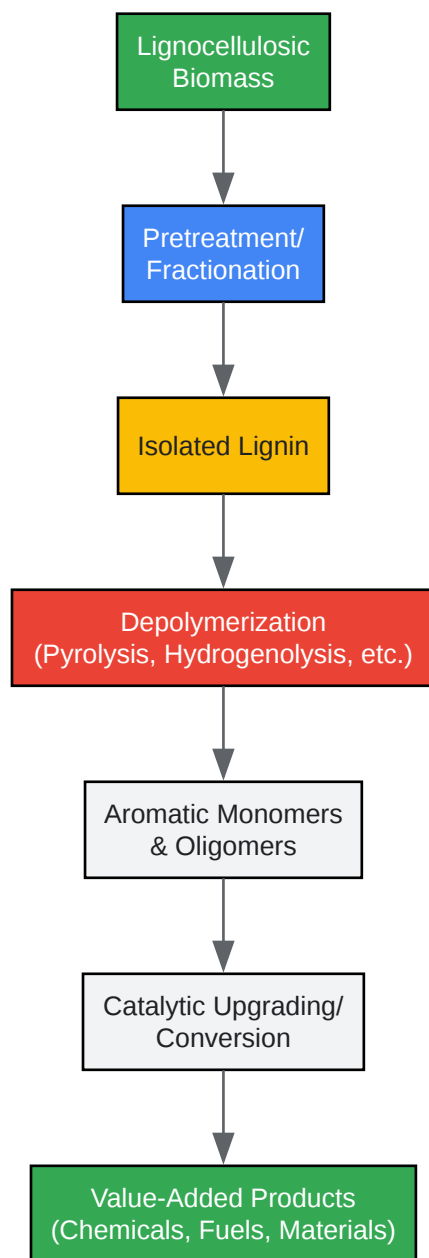 Lignocellulosic
Biomass
Pretreatment/
Fractionation
Isolated Lignin
Depolymerization
(Pyrolysis, Hydrogenolysis, etc.)
Aromatic Monomers
& Oligomers
Catalytic Upgrading/
Conversion
Value-Added Products
(Chemicals, Fuels, Materials)